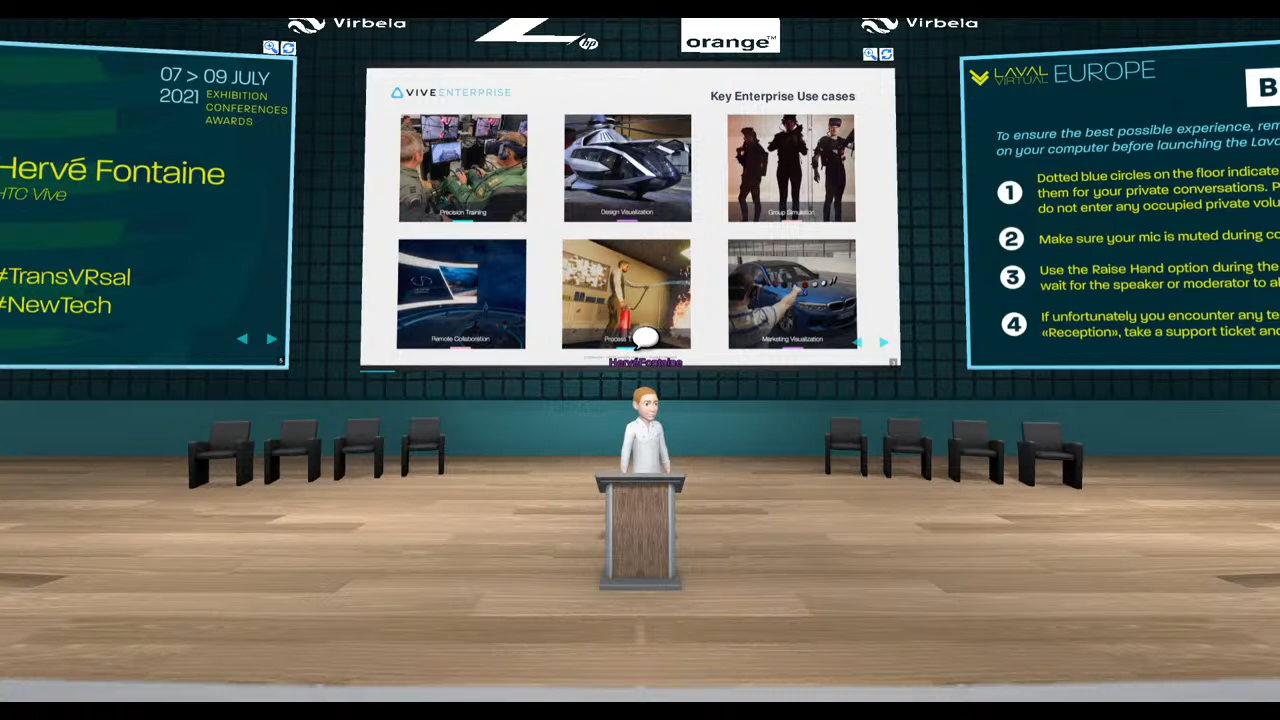 Virbela
hp
orange™
Virbela
07 > 09 JULY
2021 EXHIBITION
CONFERENCES
AWARDS
Hervé Fontaine
HTC Vive
#TransVRsal
#NewTech
VIVE ENTERPRISE
Key Enterprise Use cases
Precision Training
Design Visualization
Group Simulation
Remote Collaboration
Process
Marketing Visualization
HervéFontaine
LAVAL
VIRTUAL
EUROPE
B
To ensure the best possible experience, rem
on your computer before launching the Lava
1
Dotted blue circles on the floor indicate
them for your private conversations. P
do not enter any occupied private volu
2
Make sure your mic is muted during co
3
Use the Raise Hand option during the
wait for the speaker or moderator to al
4
If unfortunately you encounter any te
«Reception», take a support ticket and